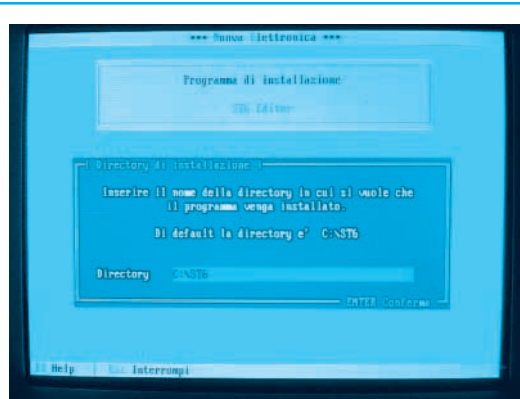 *** Nuova Elettronica ***
Programma di installazione
ST6 Editor
[ Directory di installazione ]
Inserire il nome della directory in cui si vuole che
il programma venga installato.
Di default la directory e' C:\ST6
Directory C:\ST6
ENTER Conferma
Help Interrompi